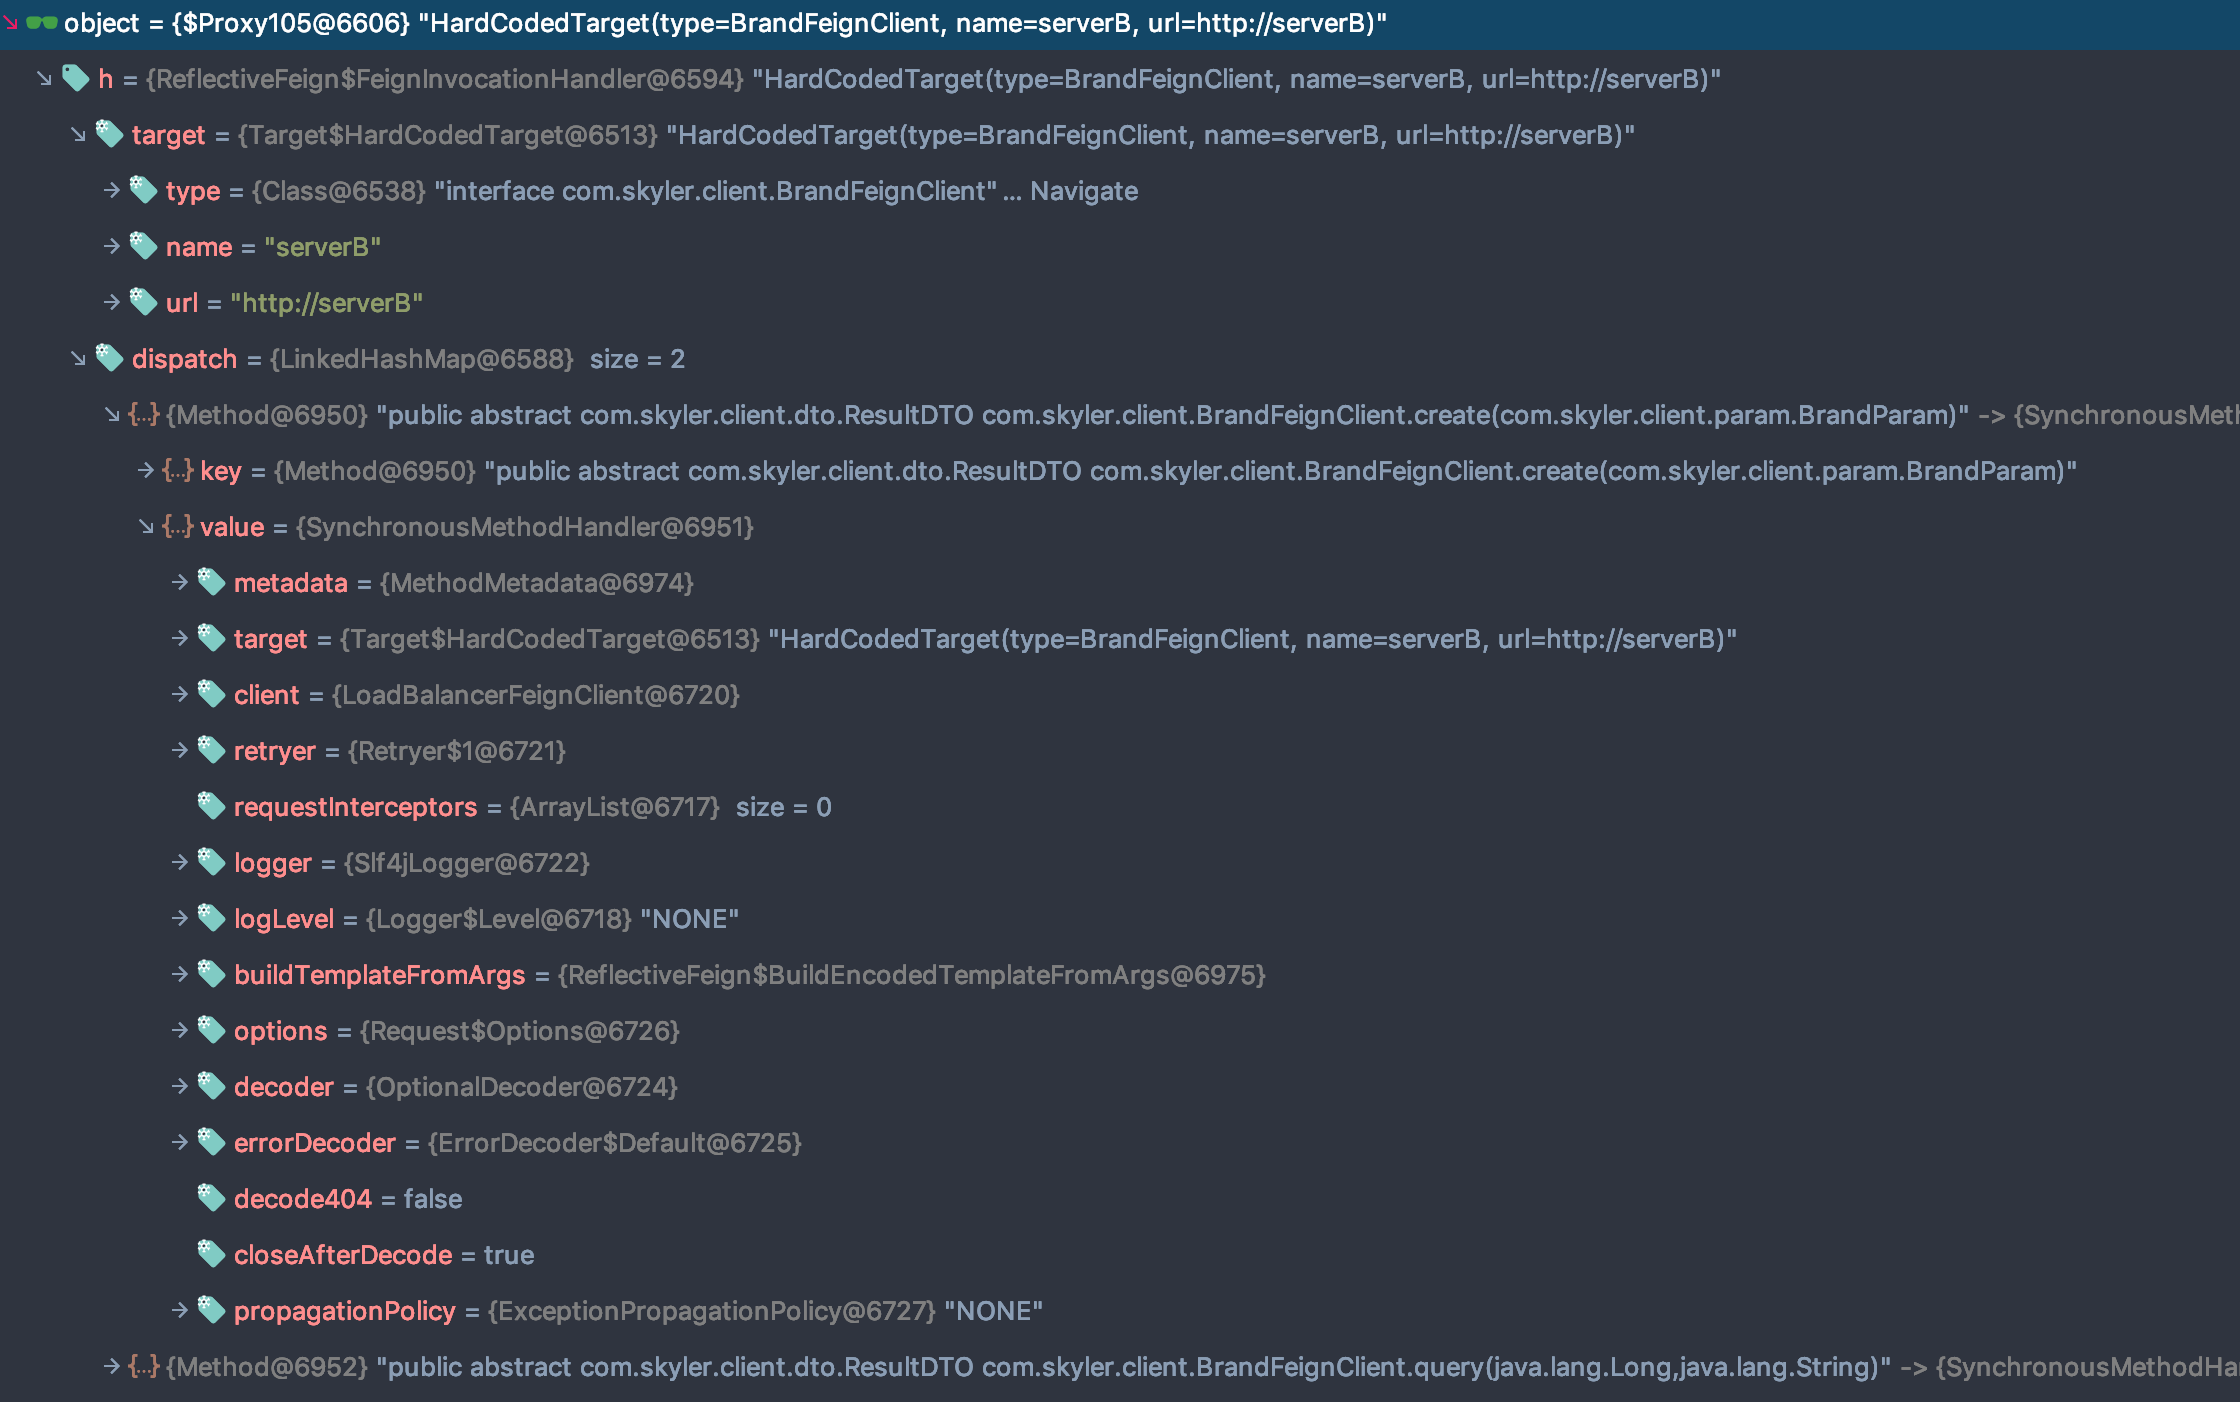 object = {$Proxy105@6606} "HardCodedTarget(type=BrandFeignClient, name=serverB, url=http://serverB)"
h = {ReflectiveFeign$FeignInvocationHandler@6594} "HardCodedTarget(type=BrandFeignClient, name=serverB, url=http://serverB)"
target = {Target$HardCodedTarget@6513} "HardCodedTarget(type=BrandFeignClient, name=serverB, url=http://serverB)"
type = {Class@6538} "interface com.skyler.client.BrandFeignClient" ... Navigate
name = "serverB"
url = "http://serverB"
dispatch = {LinkedHashMap@6588} size = 2
{...} {Method@6950} "public abstract com.skyler.client.dto.ResultDTO com.skyler.client.BrandFeignClient.create(com.skyler.client.param.BrandParam)" -> {SynchronousMeth
{...} key = {Method@6950} "public abstract com.skyler.client.dto.ResultDTO com.skyler.client.BrandFeignClient.create(com.skyler.client.param.BrandParam)"
{...} value = {SynchronousMethodHandler@6951}
metadata = {MethodMetadata@6974}
target = {Target$HardCodedTarget@6513} "HardCodedTarget(type=BrandFeignClient, name=serverB, url=http://serverB)"
client = {LoadBalancerFeignClient@6720}
retryer = {Retryer$1@6721}
requestInterceptors = {ArrayList@6717} size = 0
logger = {Slf4jLogger@6722}
logLevel = {Logger$Level@6718} "NONE"
buildTemplateFromArgs = {ReflectiveFeign$BuildEncodedTemplateFromArgs@6975}
options = {Request$Options@6726}
decoder = {OptionalDecoder@6724}
errorDecoder = {ErrorDecoder$Default@6725}
decode404 = false
closeAfterDecode = true
propagationPolicy = {ExceptionPropagationPolicy@6727} "NONE"
{...} {Method@6952} "public abstract com.skyler.client.dto.ResultDTO com.skyler.client.BrandFeignClient.query(java.lang.Long,java.lang.String)" -> {SynchronousMethodHa